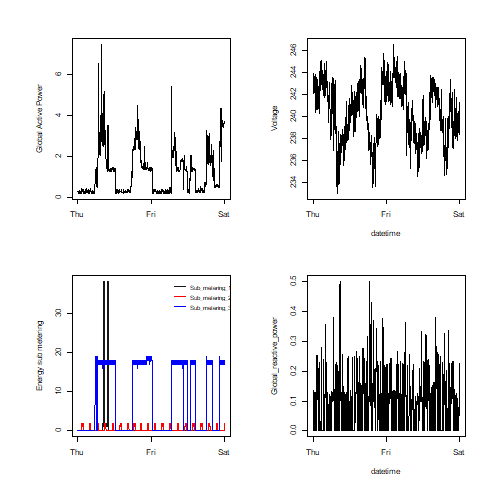 Global Active Power
0 2 4 6
Thu Fri Sat
Voltage
234 236 238 240 242 244 246
Thu Fri Sat
datetime
Energy sub metering
0 10 20 30
Sub_metering_1
Sub_metering_2
Sub_metering_3
Thu Fri Sat
Global_reactive_power
0.0 0.1 0.2 0.3 0.4 0.5
Thu Fri Sat
datetime